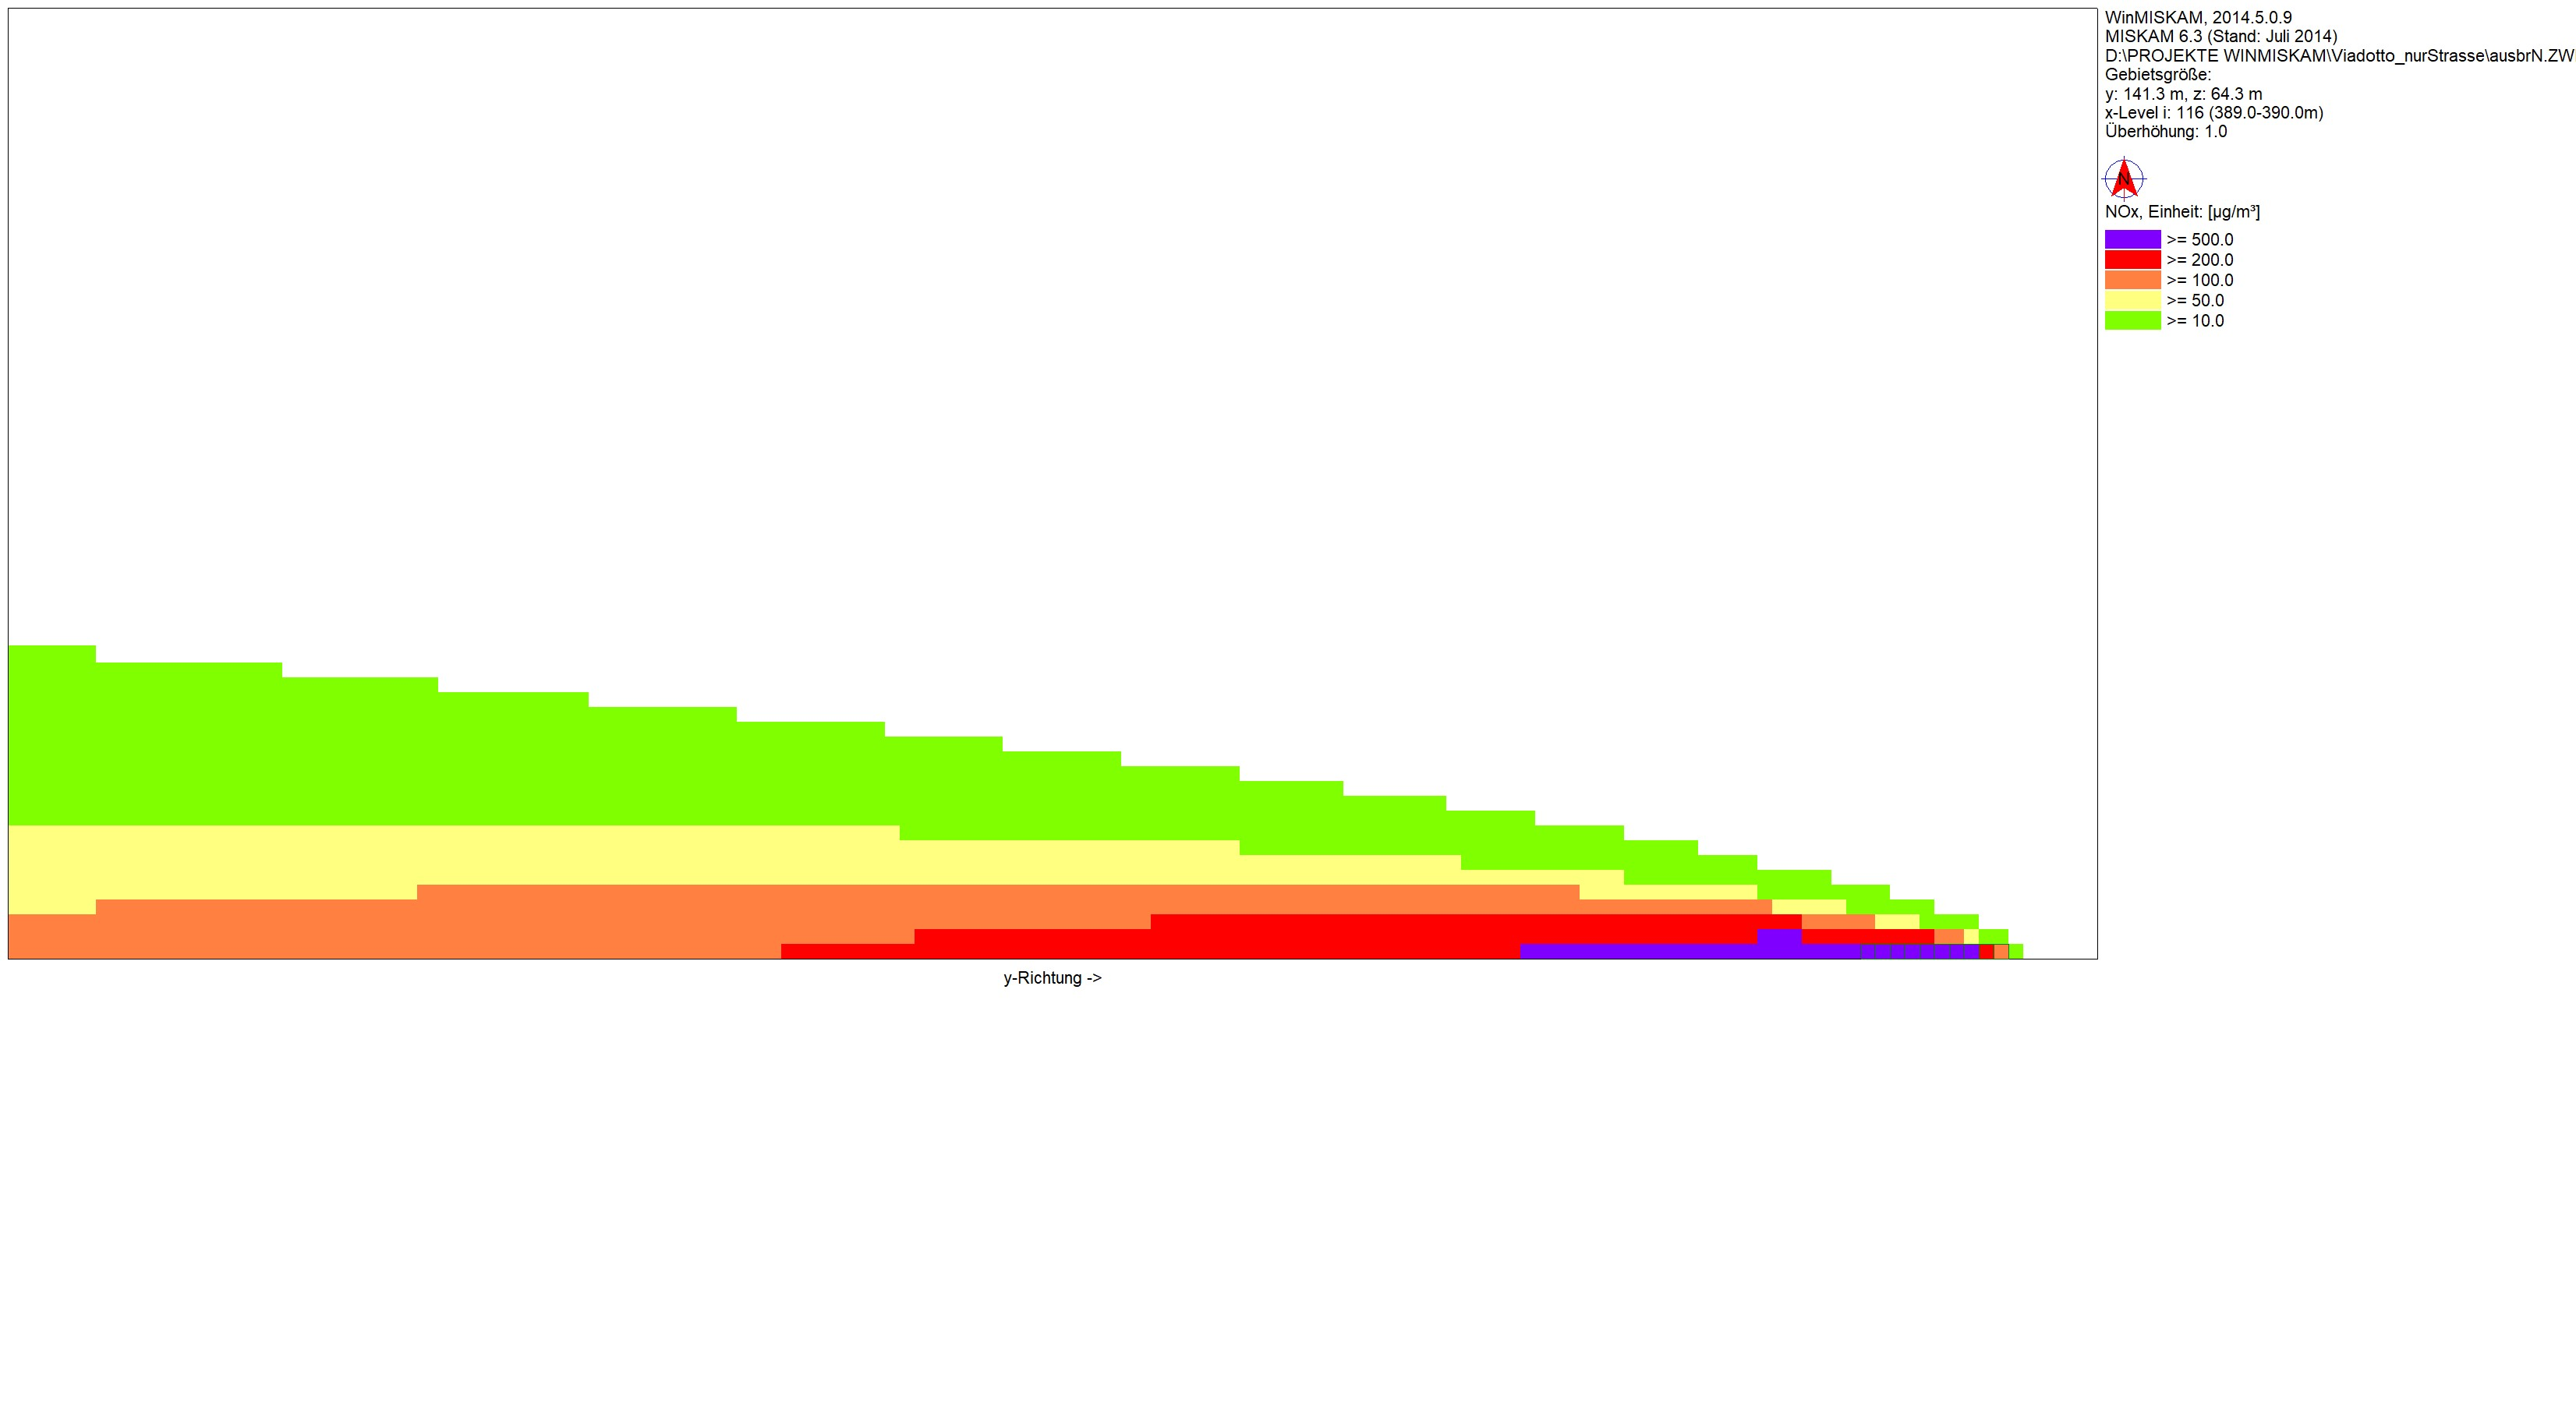 WinMISKAM, 2014.5.0.9
MISKAM 6.3 (Stand: Juli 2014)
D:\PROJEKTE WINMISKAM\Viadotto_nurStrasse\ausbrN.ZW
Gebietsgröße:
y: 141.3 m, z: 64.3 m
x-Level i: 116 (389.0-390.0m)
Überhöhung: 1.0
N
NOx, Einheit: [µg/m³]
>= 500.0
>= 200.0
>= 100.0
>= 50.0
>= 10.0
y-Richtung ->